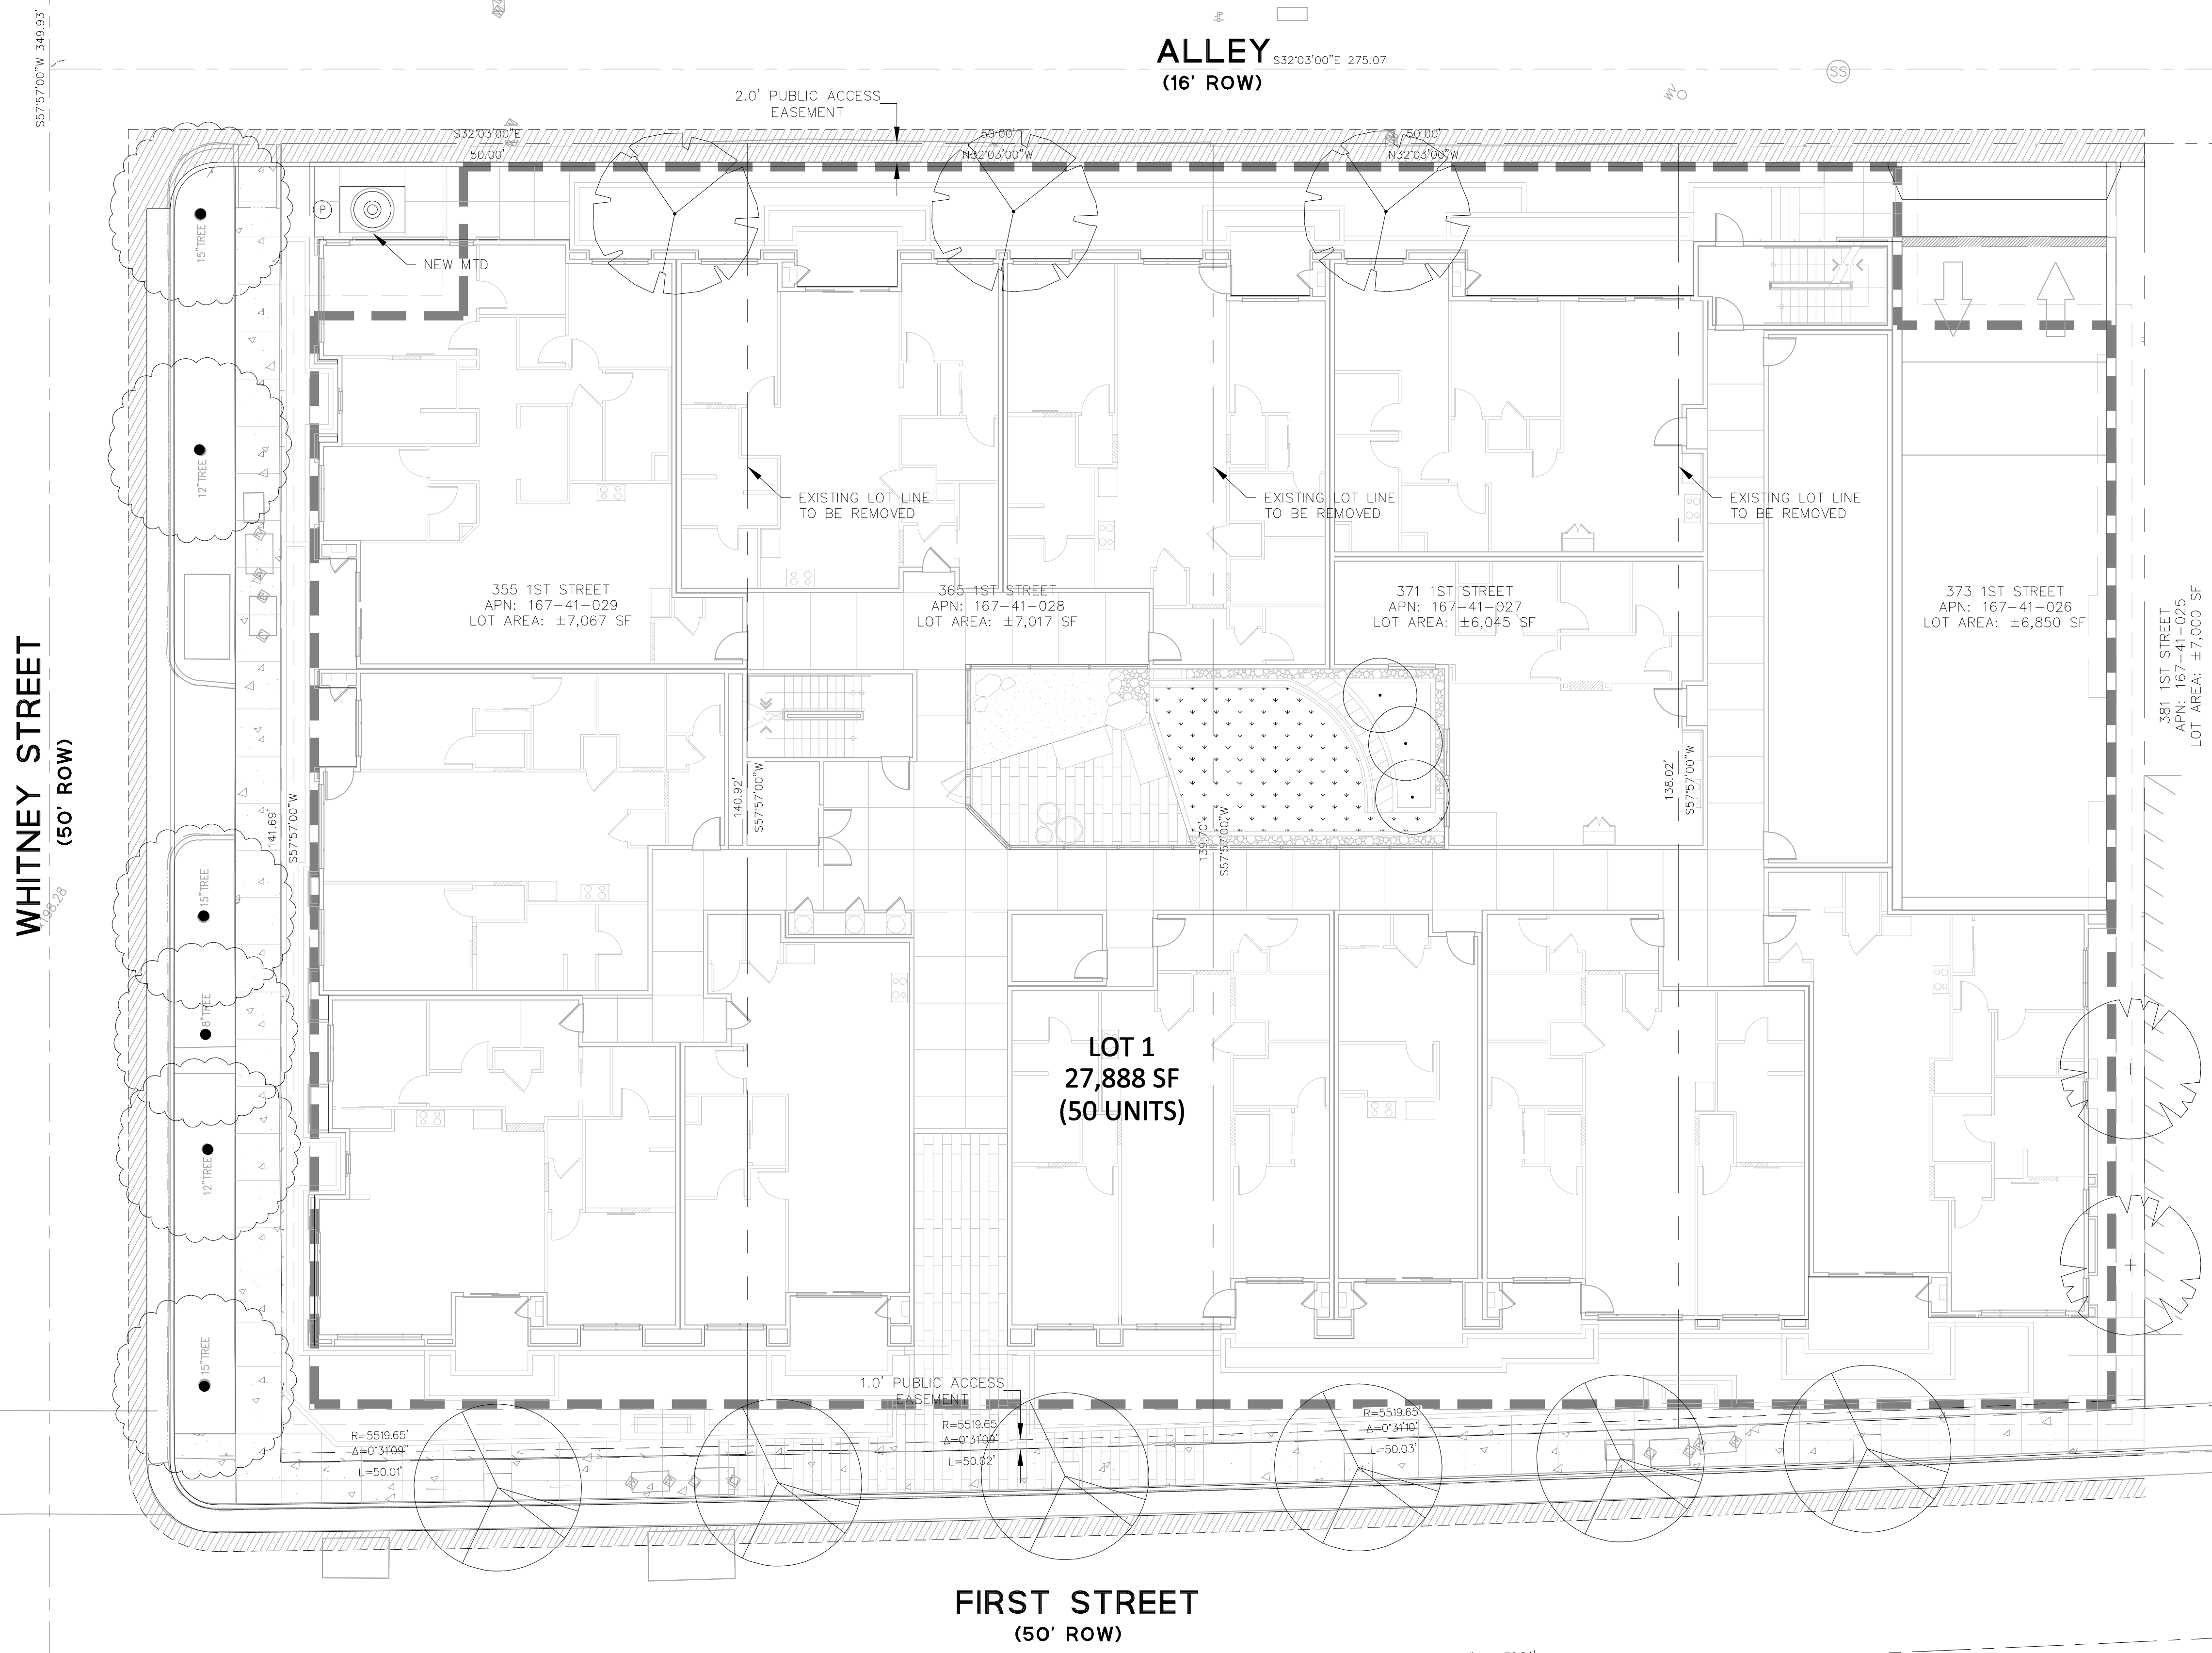 ALLEY
S32°03'00"E 275.07
(16' ROW)
S57°57'00"W 349.93'
2.0' PUBLIC ACCESS
EASEMENT
SS
WV
JP
S32°03'00"E
50.00'
50.00'
N32°03'00"W
50.00'
N32°03'00"W
P
NEW MTD
15"TREE
12"TREE
EXISTING LOT LINE
TO BE REMOVED
EXISTING LOT LINE
TO BE REMOVED
EXISTING LOT LINE
TO BE REMOVED
355 1ST STREET
APN: 167-41-029
LOT AREA: ±7,067 SF
365 1ST STREET
APN: 167-41-028
LOT AREA: ±7,017 SF
371 1ST STREET
APN: 167-41-027
LOT AREA: ±6,045 SF
373 1ST STREET
APN: 167-41-026
LOT AREA: ±6,850 SF
381 1ST STREET
APN: 167-41-025
LOT AREA: ±7,000 SF
WHITNEY STREET
(50' ROW)
141.69'
S57°57'00"W
140.92'
S57°57'00"W
139.70'
S57°57'00"W
138.02'
S57°57'00"W
15"TREE
8"TREE
12"TREE
15"TREE
LOT 1
27,888 SF
(50 UNITS)
1.0' PUBLIC ACCESS
EASEMENT
R=5519.65'
Δ=0°31'09"
L=50.01'
R=5519.65'
Δ=0°31'09"
L=50.02'
R=5519.65'
Δ=0°31'10"
L=50.03'
FIRST STREET
(50' ROW)